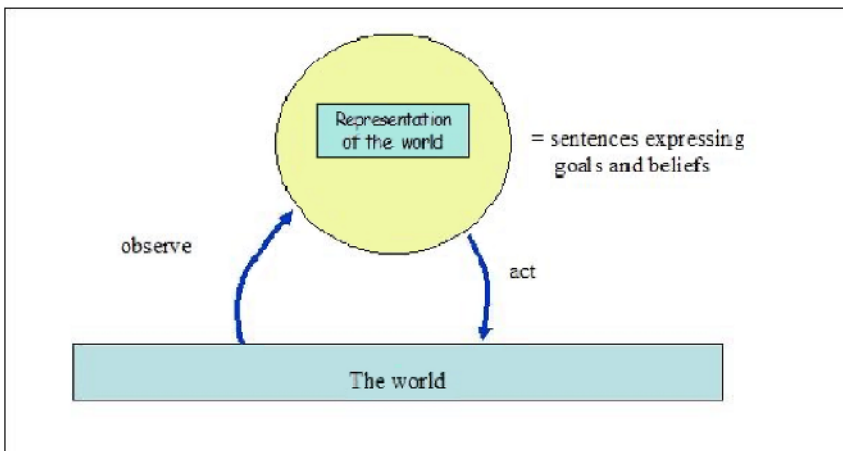 Representation
of the world
= sentences expressing
goals and beliefs
observe
act
The world